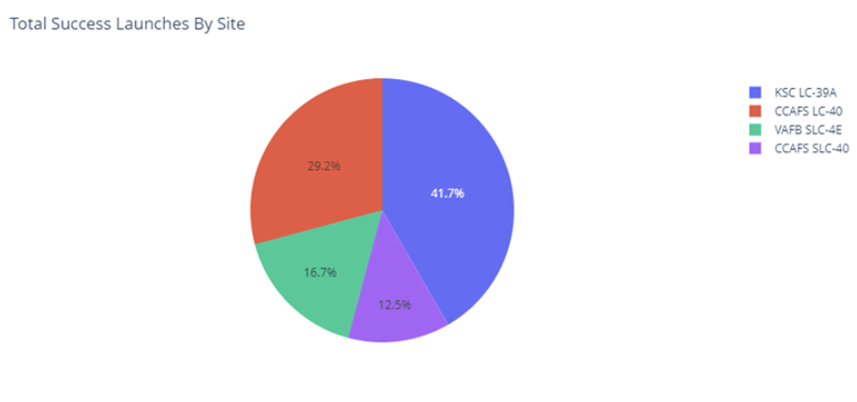 Total Success Launches By Site
KSC LC-39A
CCAFS LC-40
VAFB SLC-4E
CCAFS SLC-40
29.2%
41.7%
16.7%
12.5%